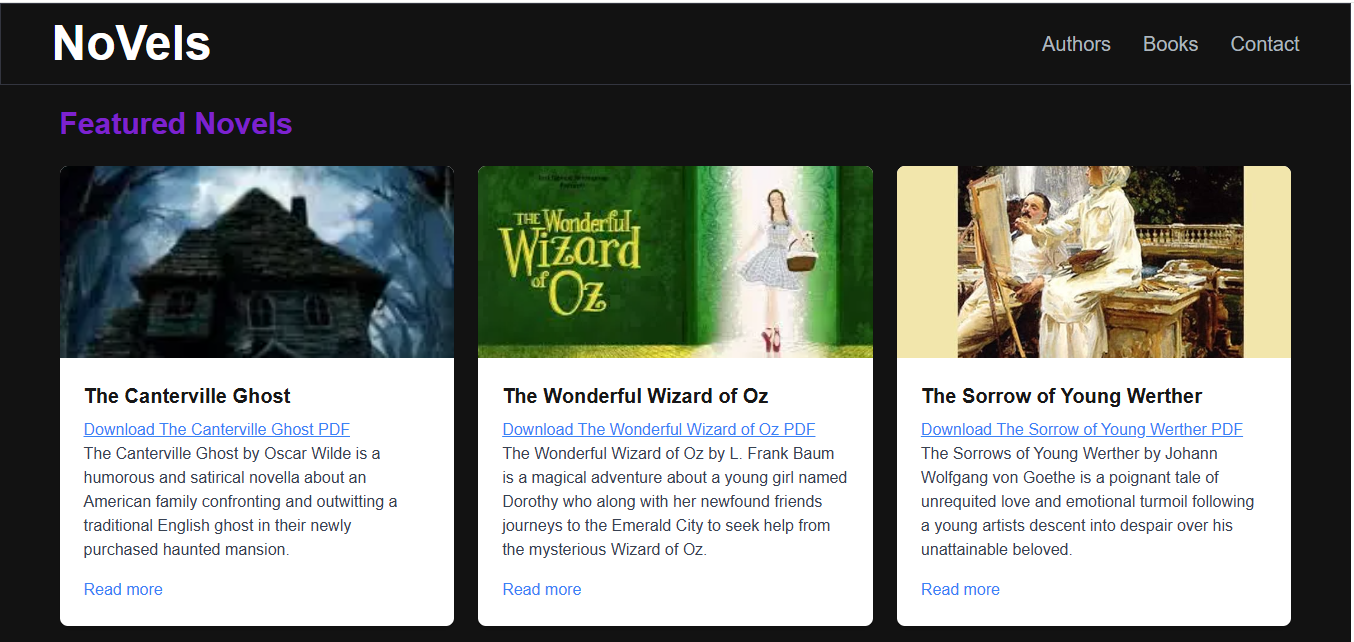 NoVels
Authors Books Contact
Featured Novels
THE Wonderful
Wizard
of Oz
The Canterville Ghost
Download The Canterville Ghost PDF
The Canterville Ghost by Oscar Wilde is a
humorous and satirical novella about an
American family confronting and outwitting a
traditional English ghost in their newly
purchased haunted mansion.
Read more
The Wonderful Wizard of Oz
Download The Wonderful Wizard of Oz PDF
The Wonderful Wizard of Oz by L. Frank Baum
is a magical adventure about a young girl named
Dorothy who along with her newfound friends
journeys to the Emerald City to seek help from
the mysterious Wizard of Oz.
Read more
The Sorrow of Young Werther
Download The Sorrow of Young Werther PDF
The Sorrows of Young Werther by Johann
Wolfgang von Goethe is a poignant tale of
unrequited love and emotional turmoil following
a young artists descent into despair over his
unattainable beloved.
Read more